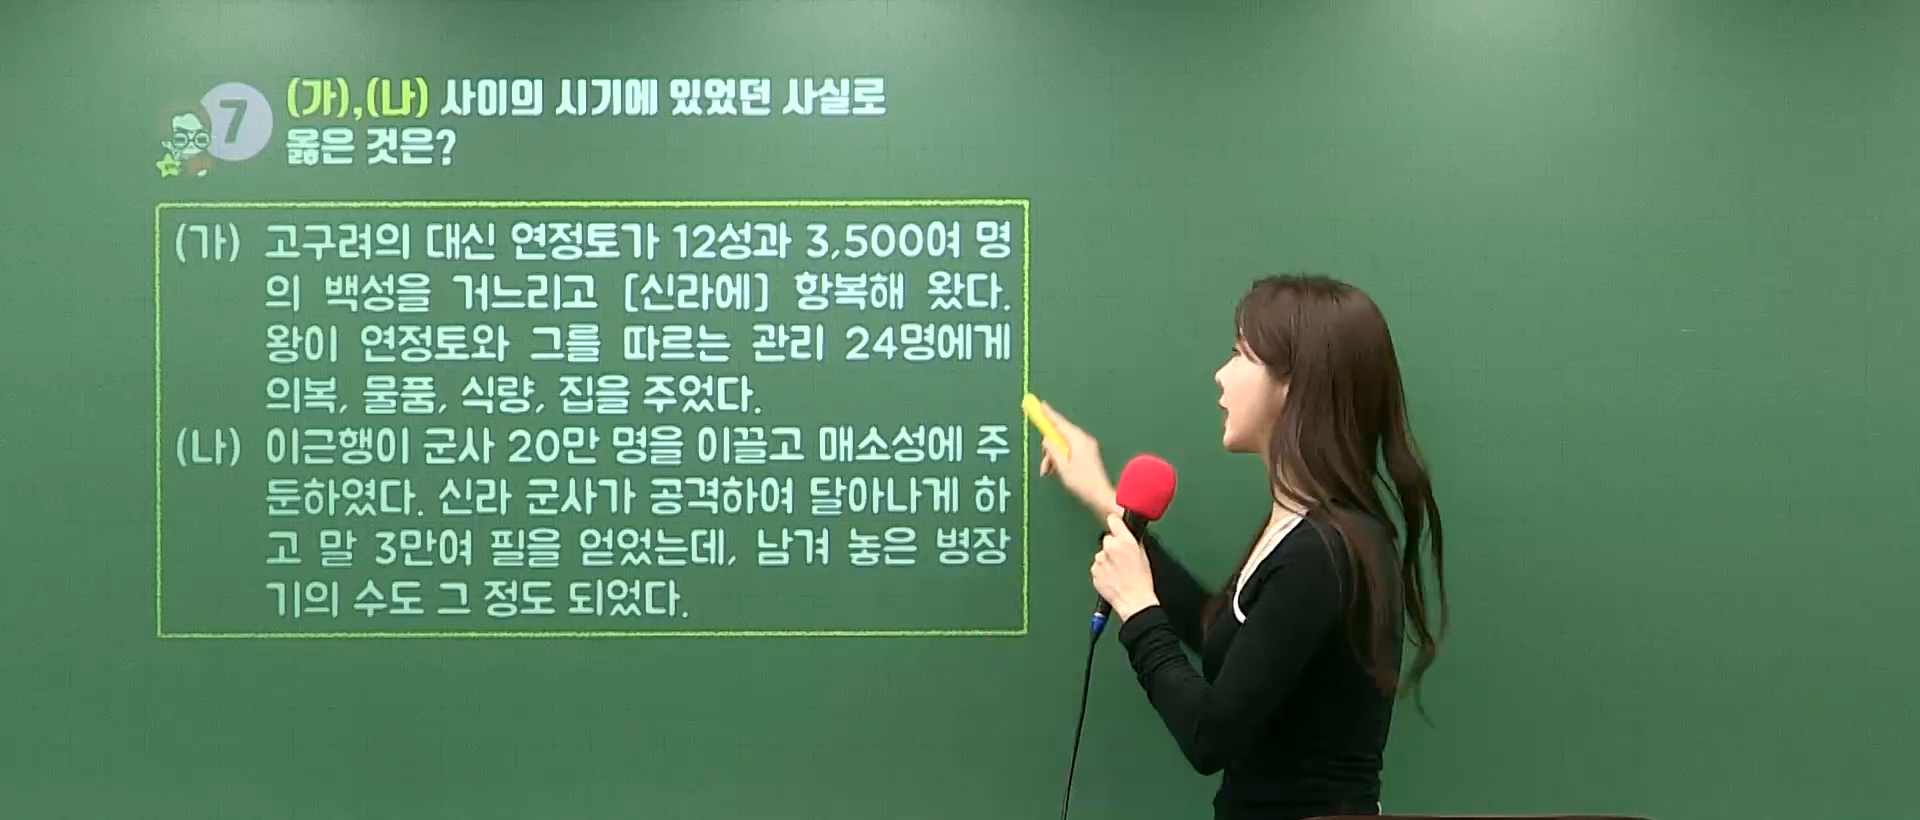 7
(가),(나) 사이의 시기에 있었던 사실로
옳은 것은?
(가) 고구려의 대신 연정토가 12성과 3,500여 명
의 백성을 거느리고 [신라에] 항복해 왔다.
왕이 연정토와 그를 따르는 관리 24명에게
의복, 물품, 식량, 집을 주었다.
(나) 이근행이 군사 20만 명을 이끌고 매소성에 주
둔하였다. 신라 군사가 공격하여 달아나게 하
고 말 3만여 필을 얻었는데, 남겨 놓은 병장
기의 수도 그 정도 되었다.